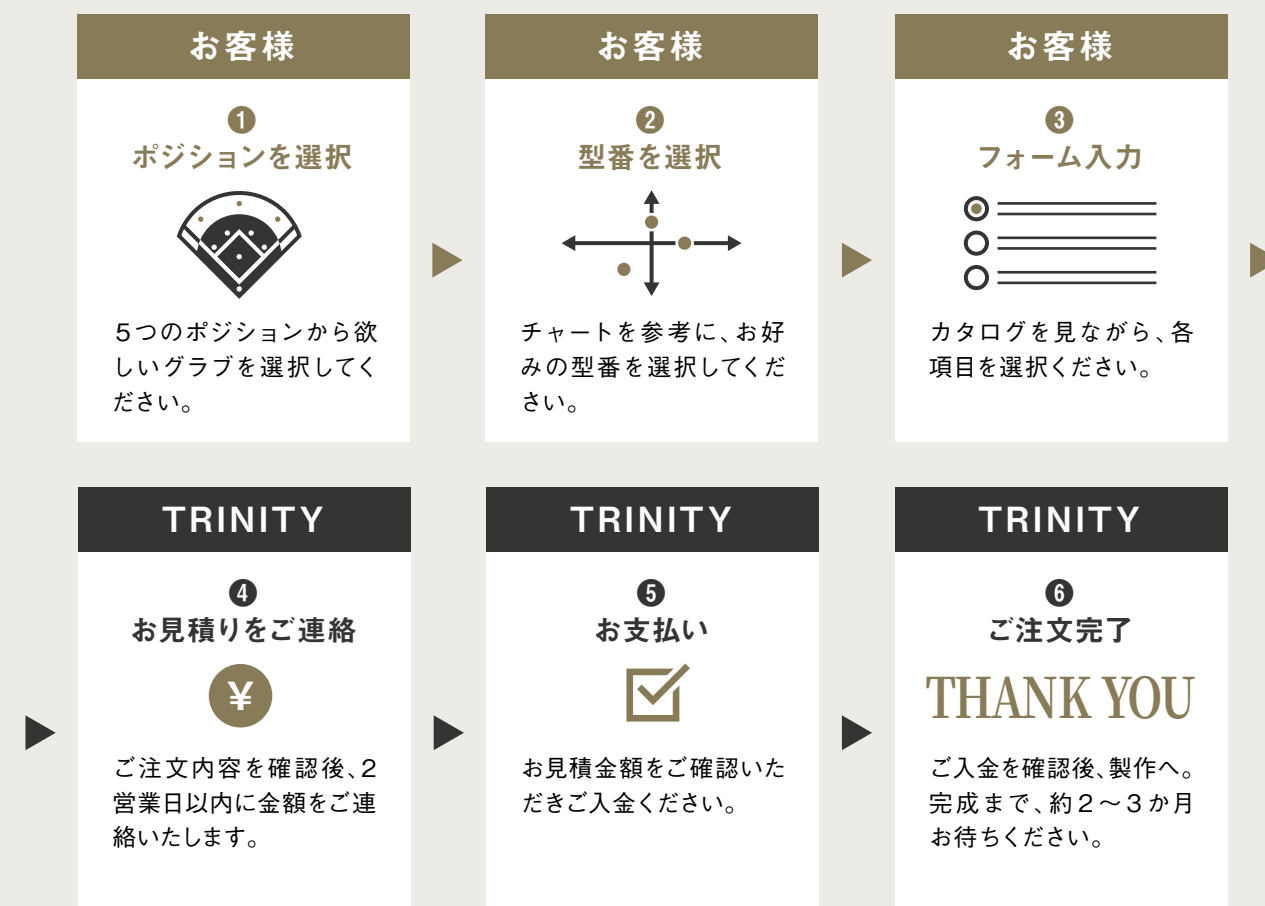 お客様
❶
ポジションを選択
5つのポジションから欲
しいグラブを選択してく
ださい。
お客様
❷
型番を選択
チャートを参考に、お好
みの型番を選択してくだ
さい。
お客様
❸
フォーム入力
カタログを見ながら、各
項目を選択ください。
TRINITY
❹
お見積りをご連絡
¥
ご注文内容を確認後、2
営業日以内に金額をご連
絡いたします。
TRINITY
❺
お支払い
お見積金額をご確認いた
だきご入金ください。
TRINITY
❻
ご注文完了
THANK YOU
ご入金を確認後、製作へ。
完成まで、約2〜3か月
お待ちください。